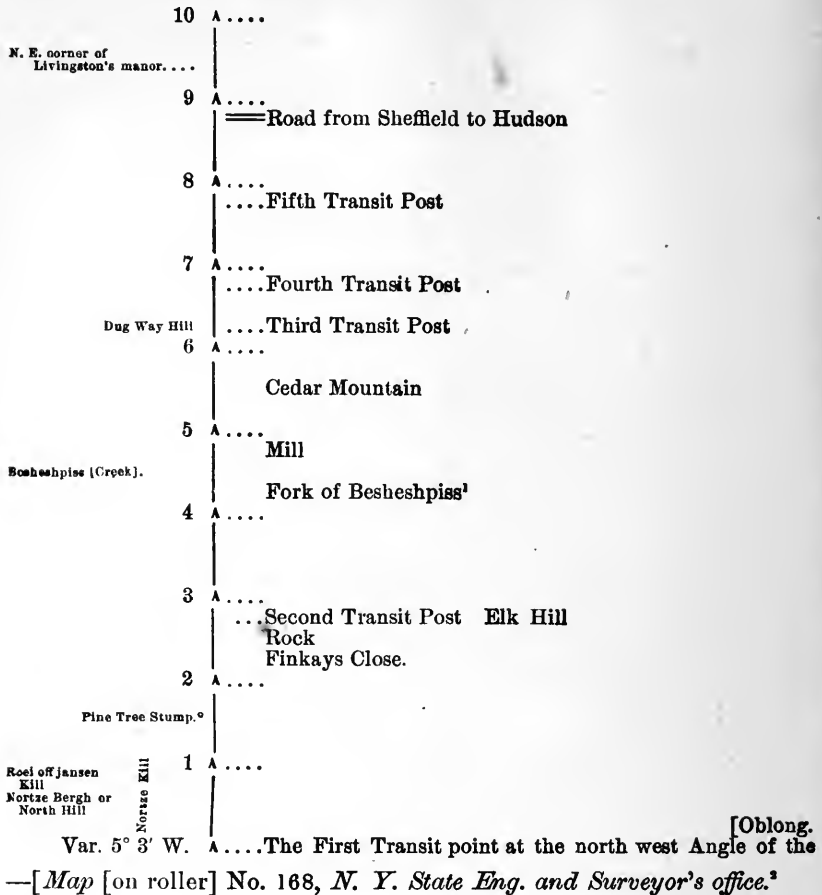 10 A....
N. E. corner of
Livingston's manor....
9 A....
Road from Sheffield to Hudson
8 A....
....Fifth Transit Post
7 A....
....Fourth Transit Post
Dug Way Hill ....Third Transit Post
6 A....
Cedar Mountain
5 A....
Mill
Bosheshpiss [Creek].
Fork of Besheshpiss¹
4 A....
3 A....
...Second Transit Post Elk Hill
Rock
Finkays Close.
2 A....
Pine Tree Stump.°
1 A....
Roel off jansen
Kill
Nortze Bergh or
North Hill
Nortze Kill
[Oblong.
Var. 5° 3' W. A....The First Transit point at the north west Angle of the
—[Map [on roller] No. 168, N. Y. State Eng. and Surveyor's office.²